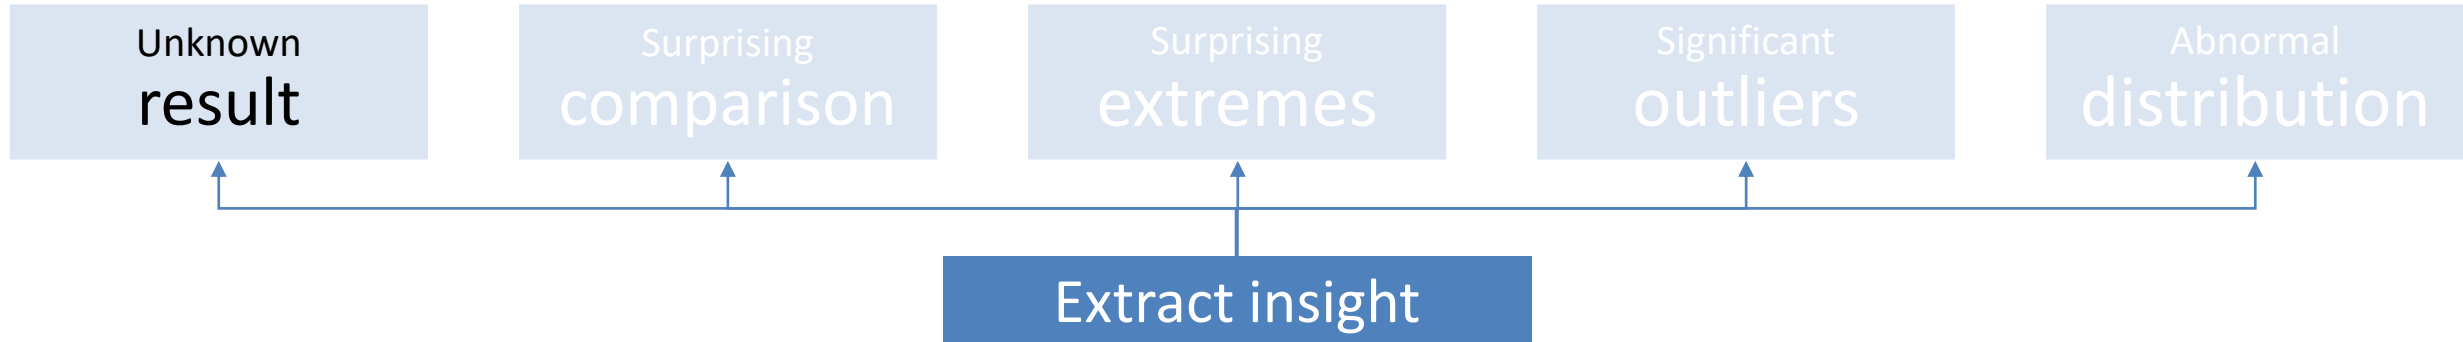 Unknown
result
Surprising
comparison
Surprising
extremes
Significant
outliers
Abnormal
distribution
Extract insight